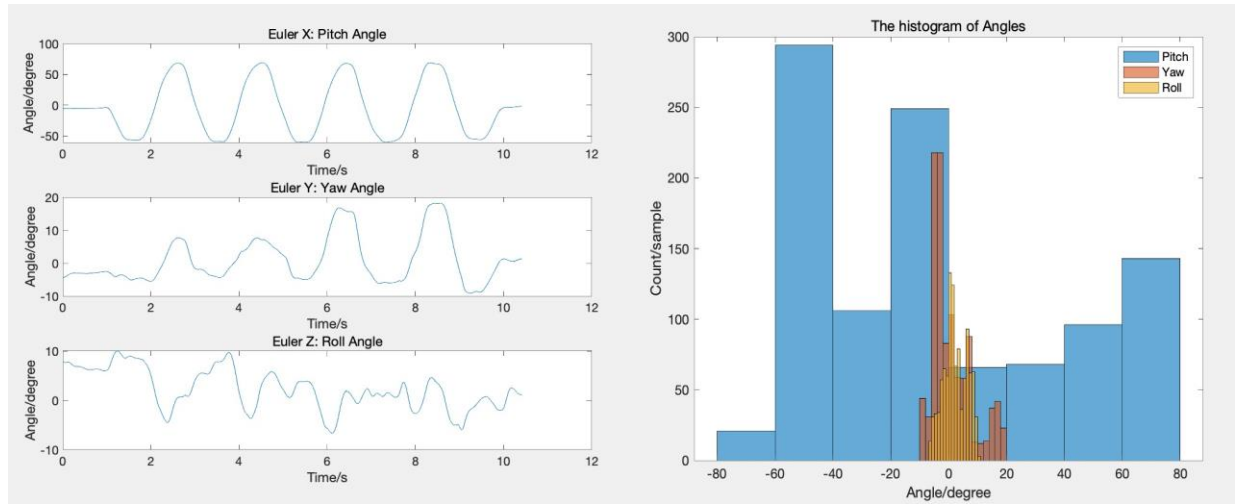 Euler X: Pitch Angle
Angle/degree
100
50
0
-50
0 2 4 6 8 10 12
Time/s
Euler Y: Yaw Angle
Angle/degree
20
10
0
-10
0 2 4 6 8 10 12
Time/s
Euler Z: Roll Angle
Angle/degree
10
0
-10
0 2 4 6 8 10 12
Time/s
The histogram of Angles
Count/sample
300
250
200
150
100
50
0
-80 -60 -40 -20 0 20 40 60 80
Angle/degree
Pitch
Yaw
Roll